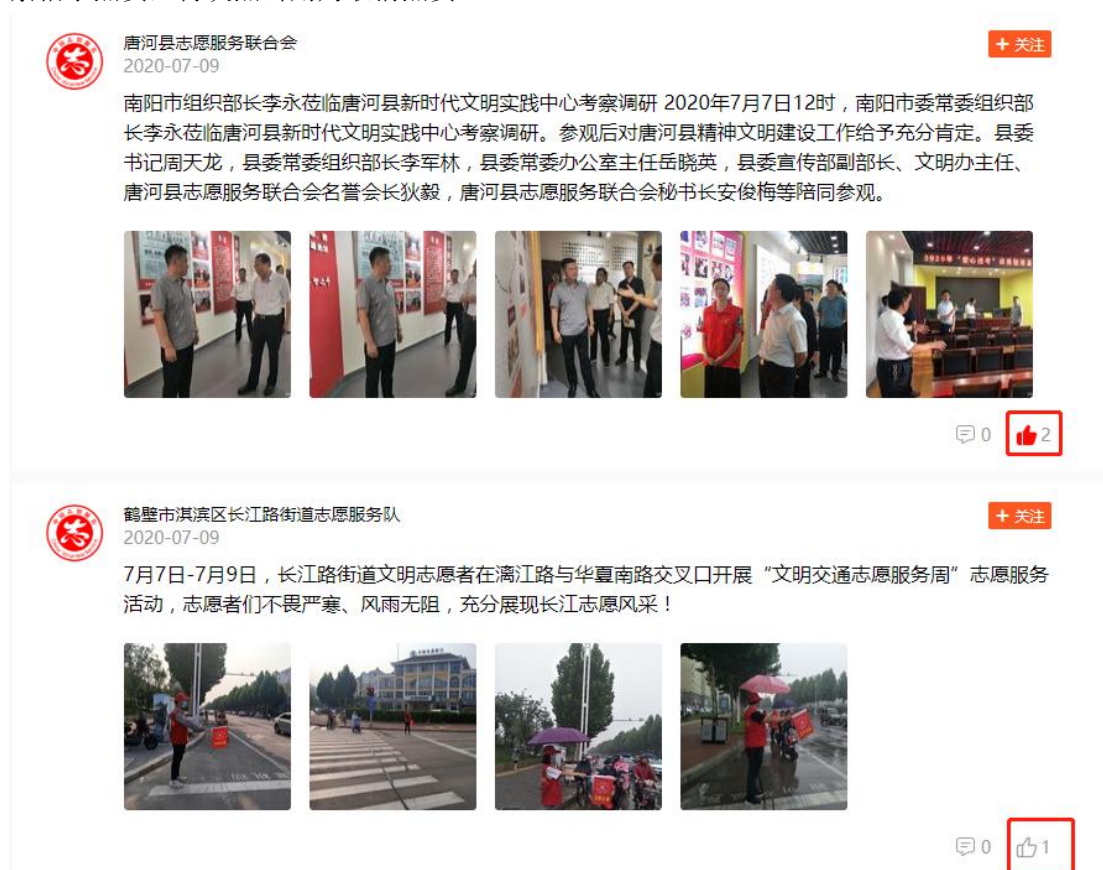 唐河县志愿服务联合会
+ 关注
2020-07-09
南阳市组织部长李永莅临唐河县新时代文明实践中心考察调研 2020年7月7日12时，南阳市委常委组织部
长李永莅临唐河县新时代文明实践中心考察调研。参观后对唐河县精神文明建设工作给予充分肯定。县委
书记周天龙，县委常委组织部长李军林，县委常委办公室主任岳晓英，县委宣传部副部长、文明办主任、
唐河县志愿服务联合会名誉会长狄毅，唐河县志愿服务联合会秘书长安俊梅等陪同参观。
0
2
鹤壁市淇滨区长江路街道志愿服务队
+ 关注
2020-07-09
7月7日-7月9日，长江路街道文明志愿者在漓江路与华夏南路交叉口开展“文明交通志愿服务周”志愿服务
活动，志愿者们不畏严寒、风雨无阻，充分展现长江志愿风采！
0
1